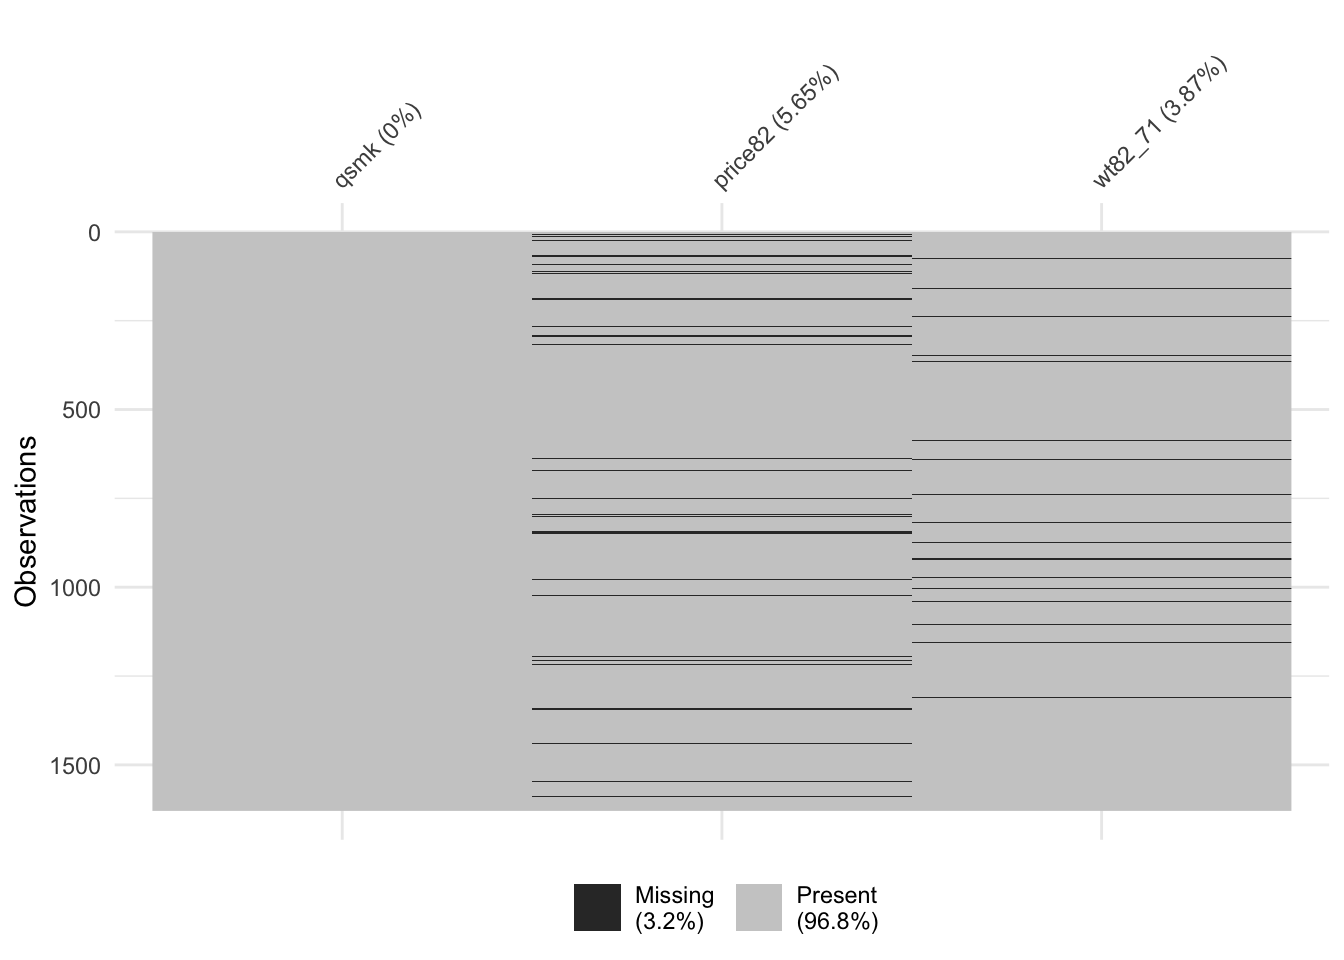 qsmk (0%)
price82 (5.65%)
wt82_71 (3.87%)
0
500
1000
1500
Observations
Missing
(3.2%)
Present
(96.8%)